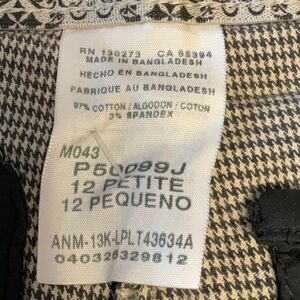 RN 130273 CA 55394
MADE IN BANGLADESH
HECHO EN BANGLADESH
FABRIQUE AU BANGLADESH
97% COTTON / ALGODON / COTON
3% SPANDEX
M043
P50099J
12 PETITE
12 PEQUENO
ANM-13K-LPLT43634A
040326329812